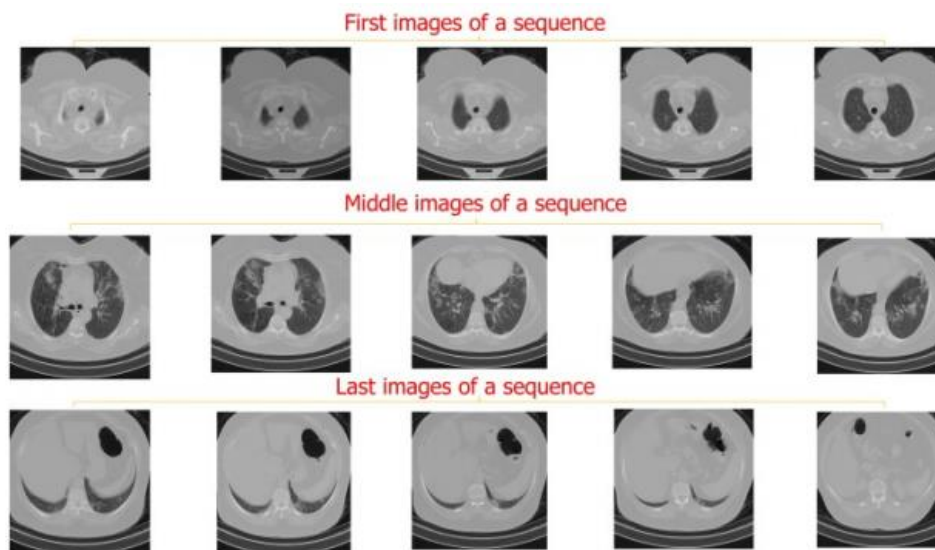 First images of a sequence
Middle images of a sequence
Last images of a sequence